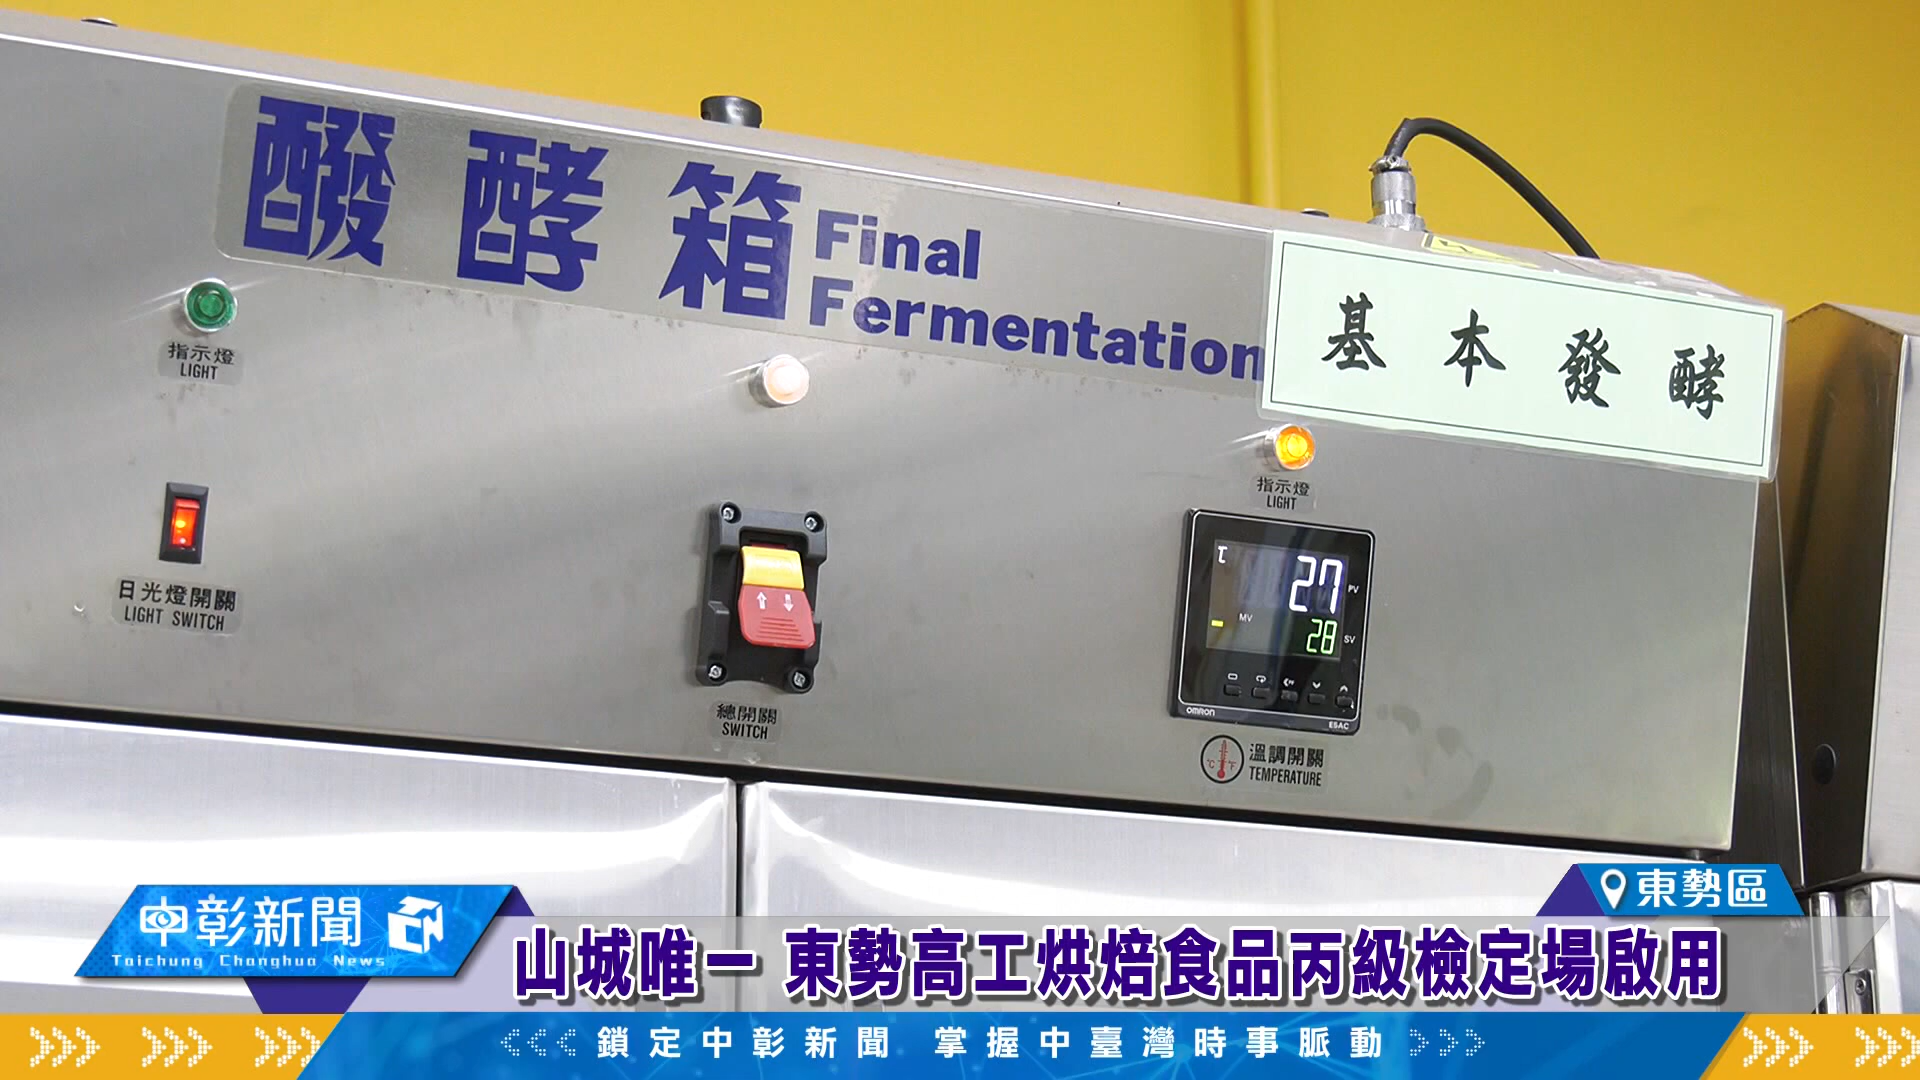 醱酵箱
Final
Fermentation
基本發酵
指示燈
LIGHT
指示燈
LIGHT
日光燈開關
LIGHT SWITCH
℃
27 PV
MV
28 SV
OMRON
E5AC
總開關
SWITCH
°C °F
溫調開關
TEMPERATURE
東勢區
中彰新聞
CH
Taichung Changhua News
山城唯一 東勢高工烘焙食品丙級檢定場啟用
鎖定中彰新聞 掌握中臺灣時事脈動